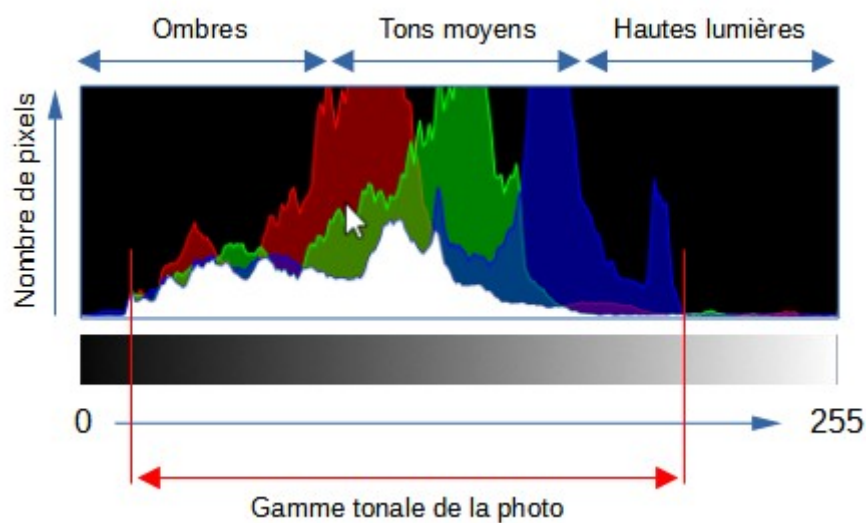 Ombres
Tons moyens
Hautes lumières
Nombre de pixels
0
255
Gamme tonale de la photo